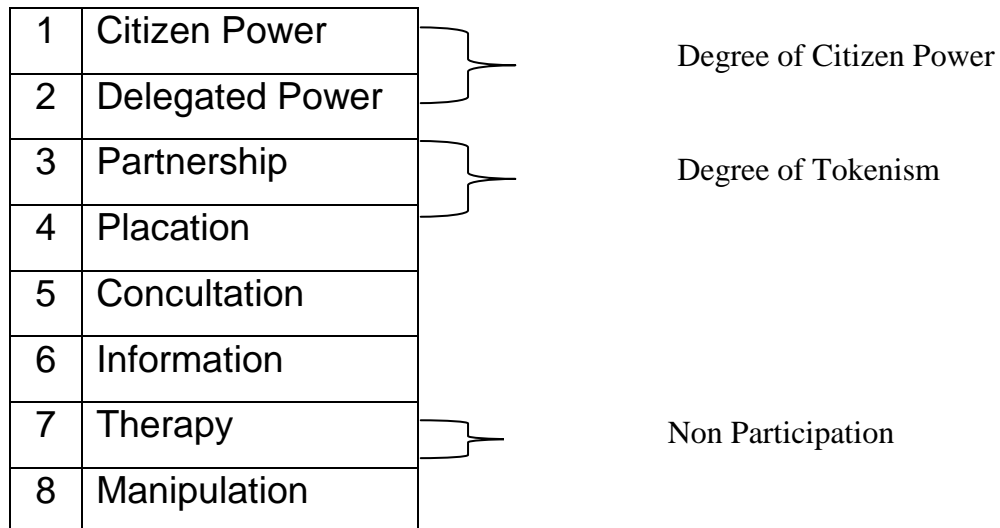 1 Citizen Power
Degree of Citizen Power
2 Delegated Power
3 Partnership
Degree of Tokenism
4 Placation
5 Concultation
6 Information
7 Therapy
Non Participation
8 Manipulation